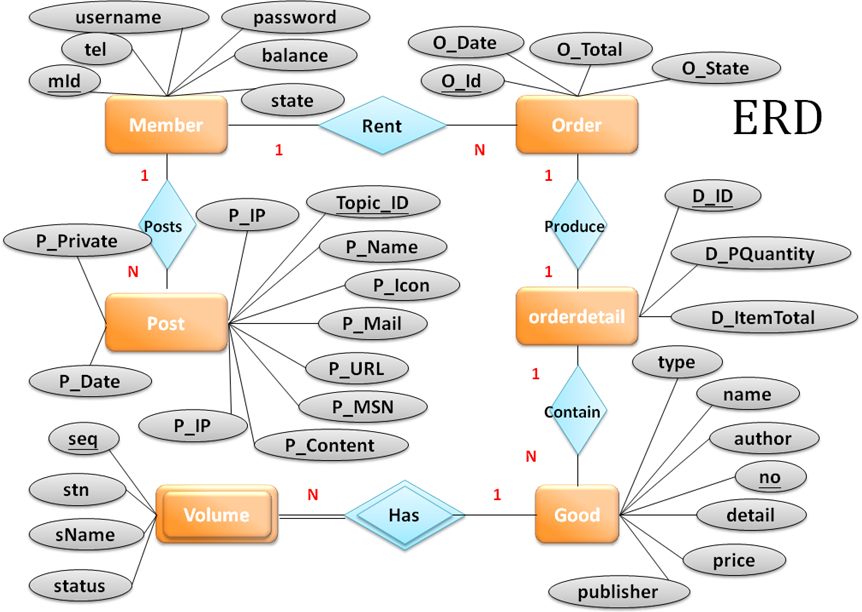 username
password
tel
balance
mId
state
O_Date
O_Total
O_Id
O_State
ERD
Member
Rent
Order
1
N
1
1
Posts
N
P_Private
P_IP
Topic_ID
P_Name
P_Icon
P_Mail
P_URL
P_MSN
P_Content
P_IP
P_Date
Post
Produce
1
D_ID
D_PQuantity
D_ItemTotal
orderdetail
1
Contain
N
type
name
author
no
detail
price
publisher
Good
1
Has
N
Volume
seq
stn
sName
status